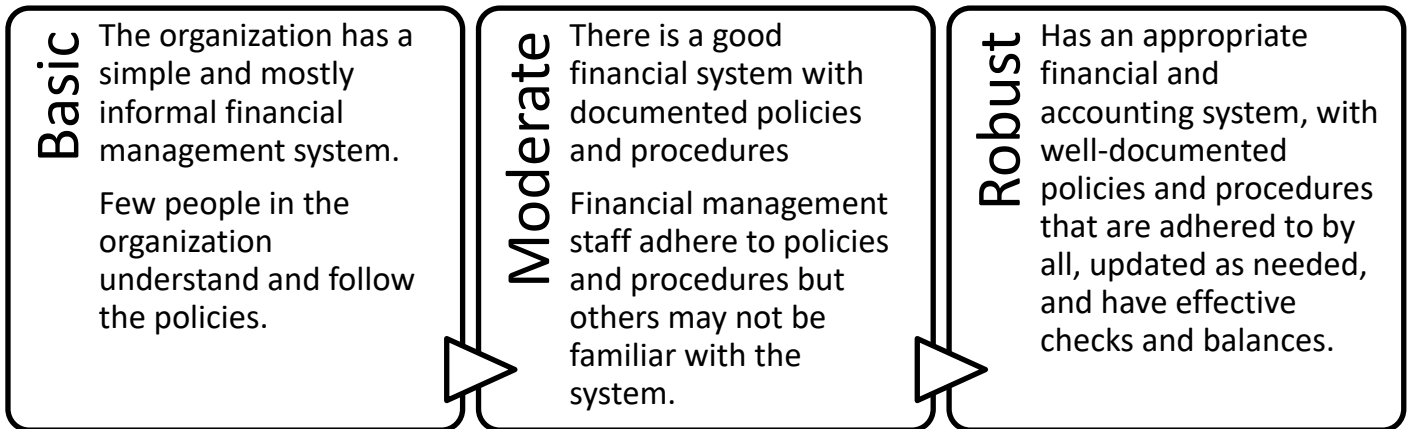 Basic
The organization has a
simple and mostly
informal financial
management system.
Few people in the
organization
understand and follow
the policies.
Moderate
There is a good
financial system with
documented policies
and procedures
Financial management
staff adhere to policies
and procedures but
others may not be
familiar with the
system.
Robust
Has an appropriate
financial and
accounting system, with
well-documented
policies and procedures
that are adhered to by
all, updated as needed,
and have effective
checks and balances.